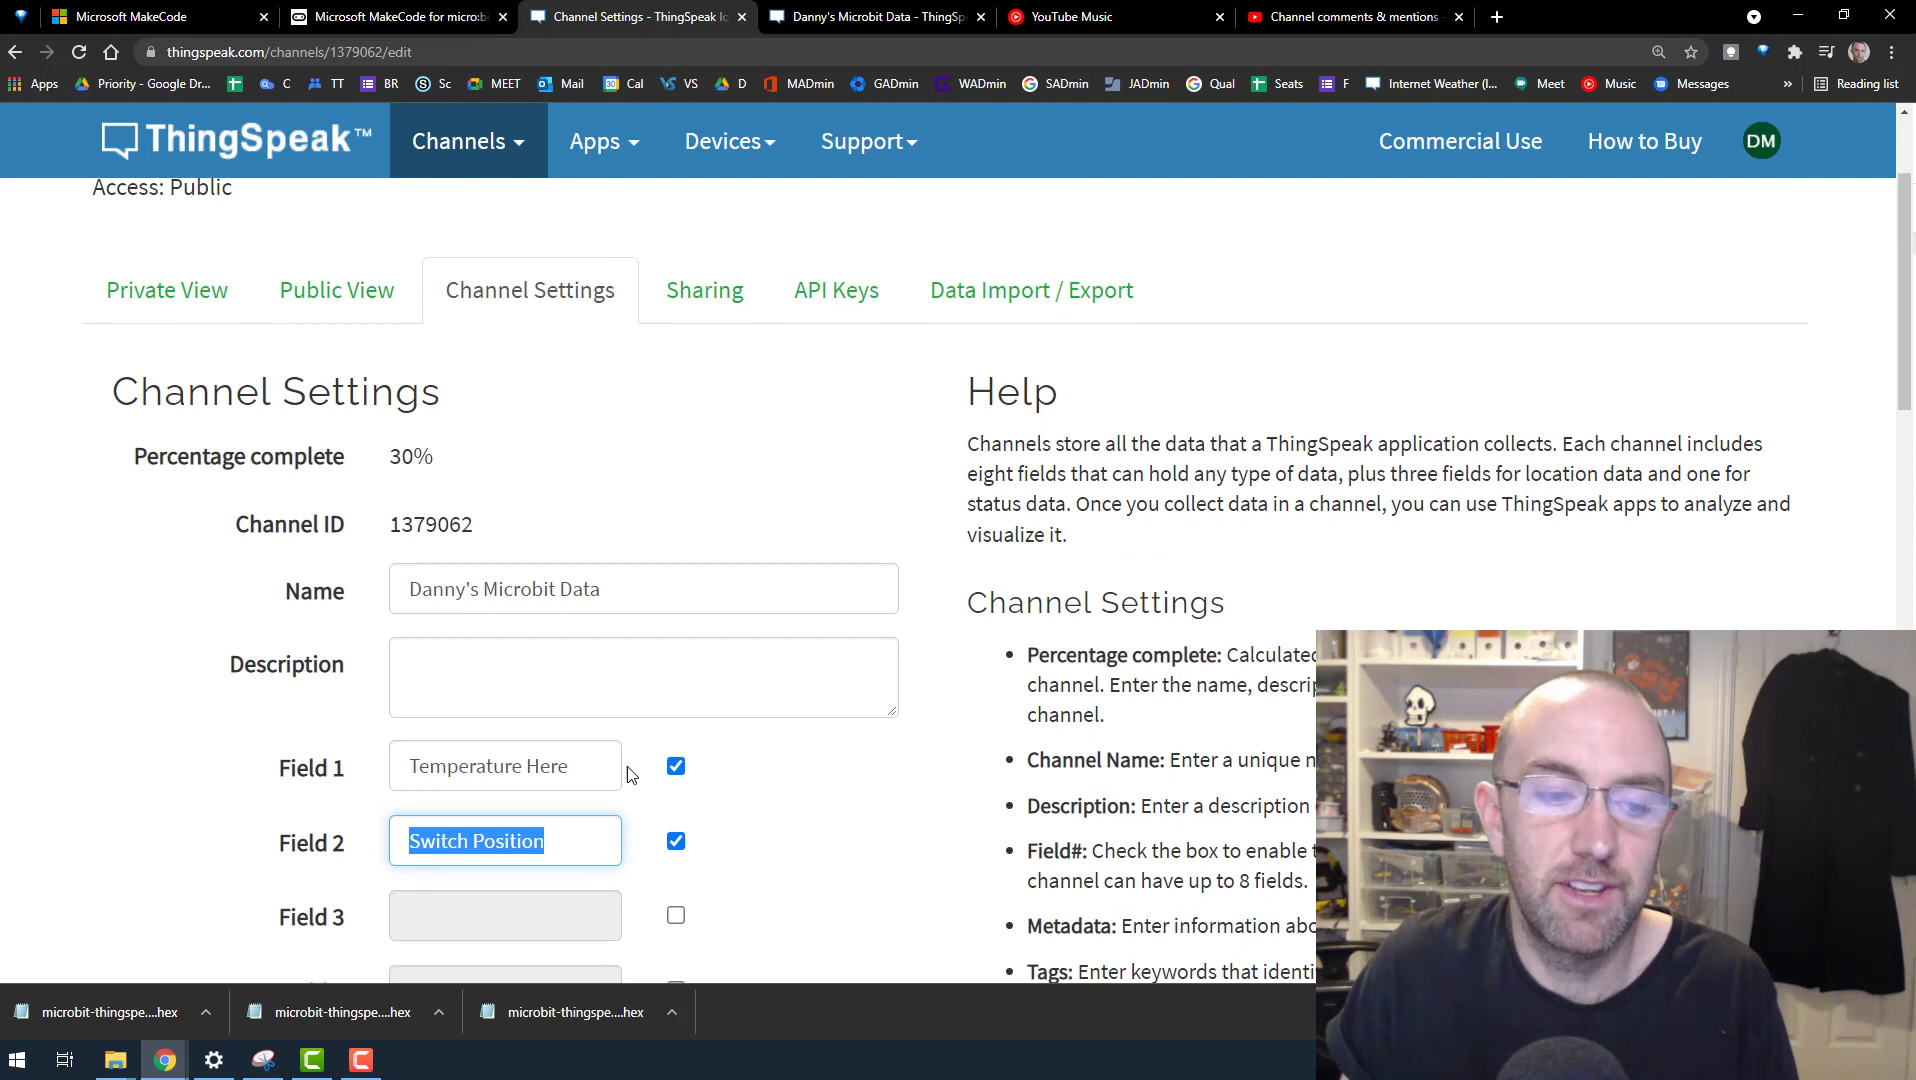 Microsoft MakeCode
Microsoft MakeCode for micro:bi
Channel Settings - ThingSpeak Io
Danny's Microbit Data - ThingSp
YouTube Music
Channel comments & mentions -
thingspeak.com/channels/1379062/edit
Apps
Priority - Google Dr...
C
TT
BR
Sc
MEET
Mail
Cal
VS
D
MAdmin
GAdmin
WAdmin
SAdmin
JAdmin
Qual
Seats
F
Internet Weather (I...
Meet
Music
Messages
»
Reading list
ThingSpeak™
Channels
Apps
Devices
Support
Commercial Use
How to Buy
DM
Access: Public
Private View
Public View
Channel Settings
Sharing
API Keys
Data Import / Export
Channel Settings
Percentage complete 30%
Channel ID 1379062
Name Danny's Microbit Data
Description
Field 1 Temperature Here
Field 2 Switch Position
Field 3
Help
Channels store all the data that a ThingSpeak application collects. Each channel includes
eight fields that can hold any type of data, plus three fields for location data and one for
status data. Once you collect data in a channel, you can use ThingSpeak apps to analyze and
visualize it.
Channel Settings
• Percentage complete: Calculated
channel. Enter the name, descrip
channel.
• Channel Name: Enter a unique n
• Description: Enter a description
• Field#: Check the box to enable t
channel can have up to 8 fields.
• Metadata: Enter information abo
• Tags: Enter keywords that identi
microbit-thingspe....hex
microbit-thingspe....hex
microbit-thingspe....hex